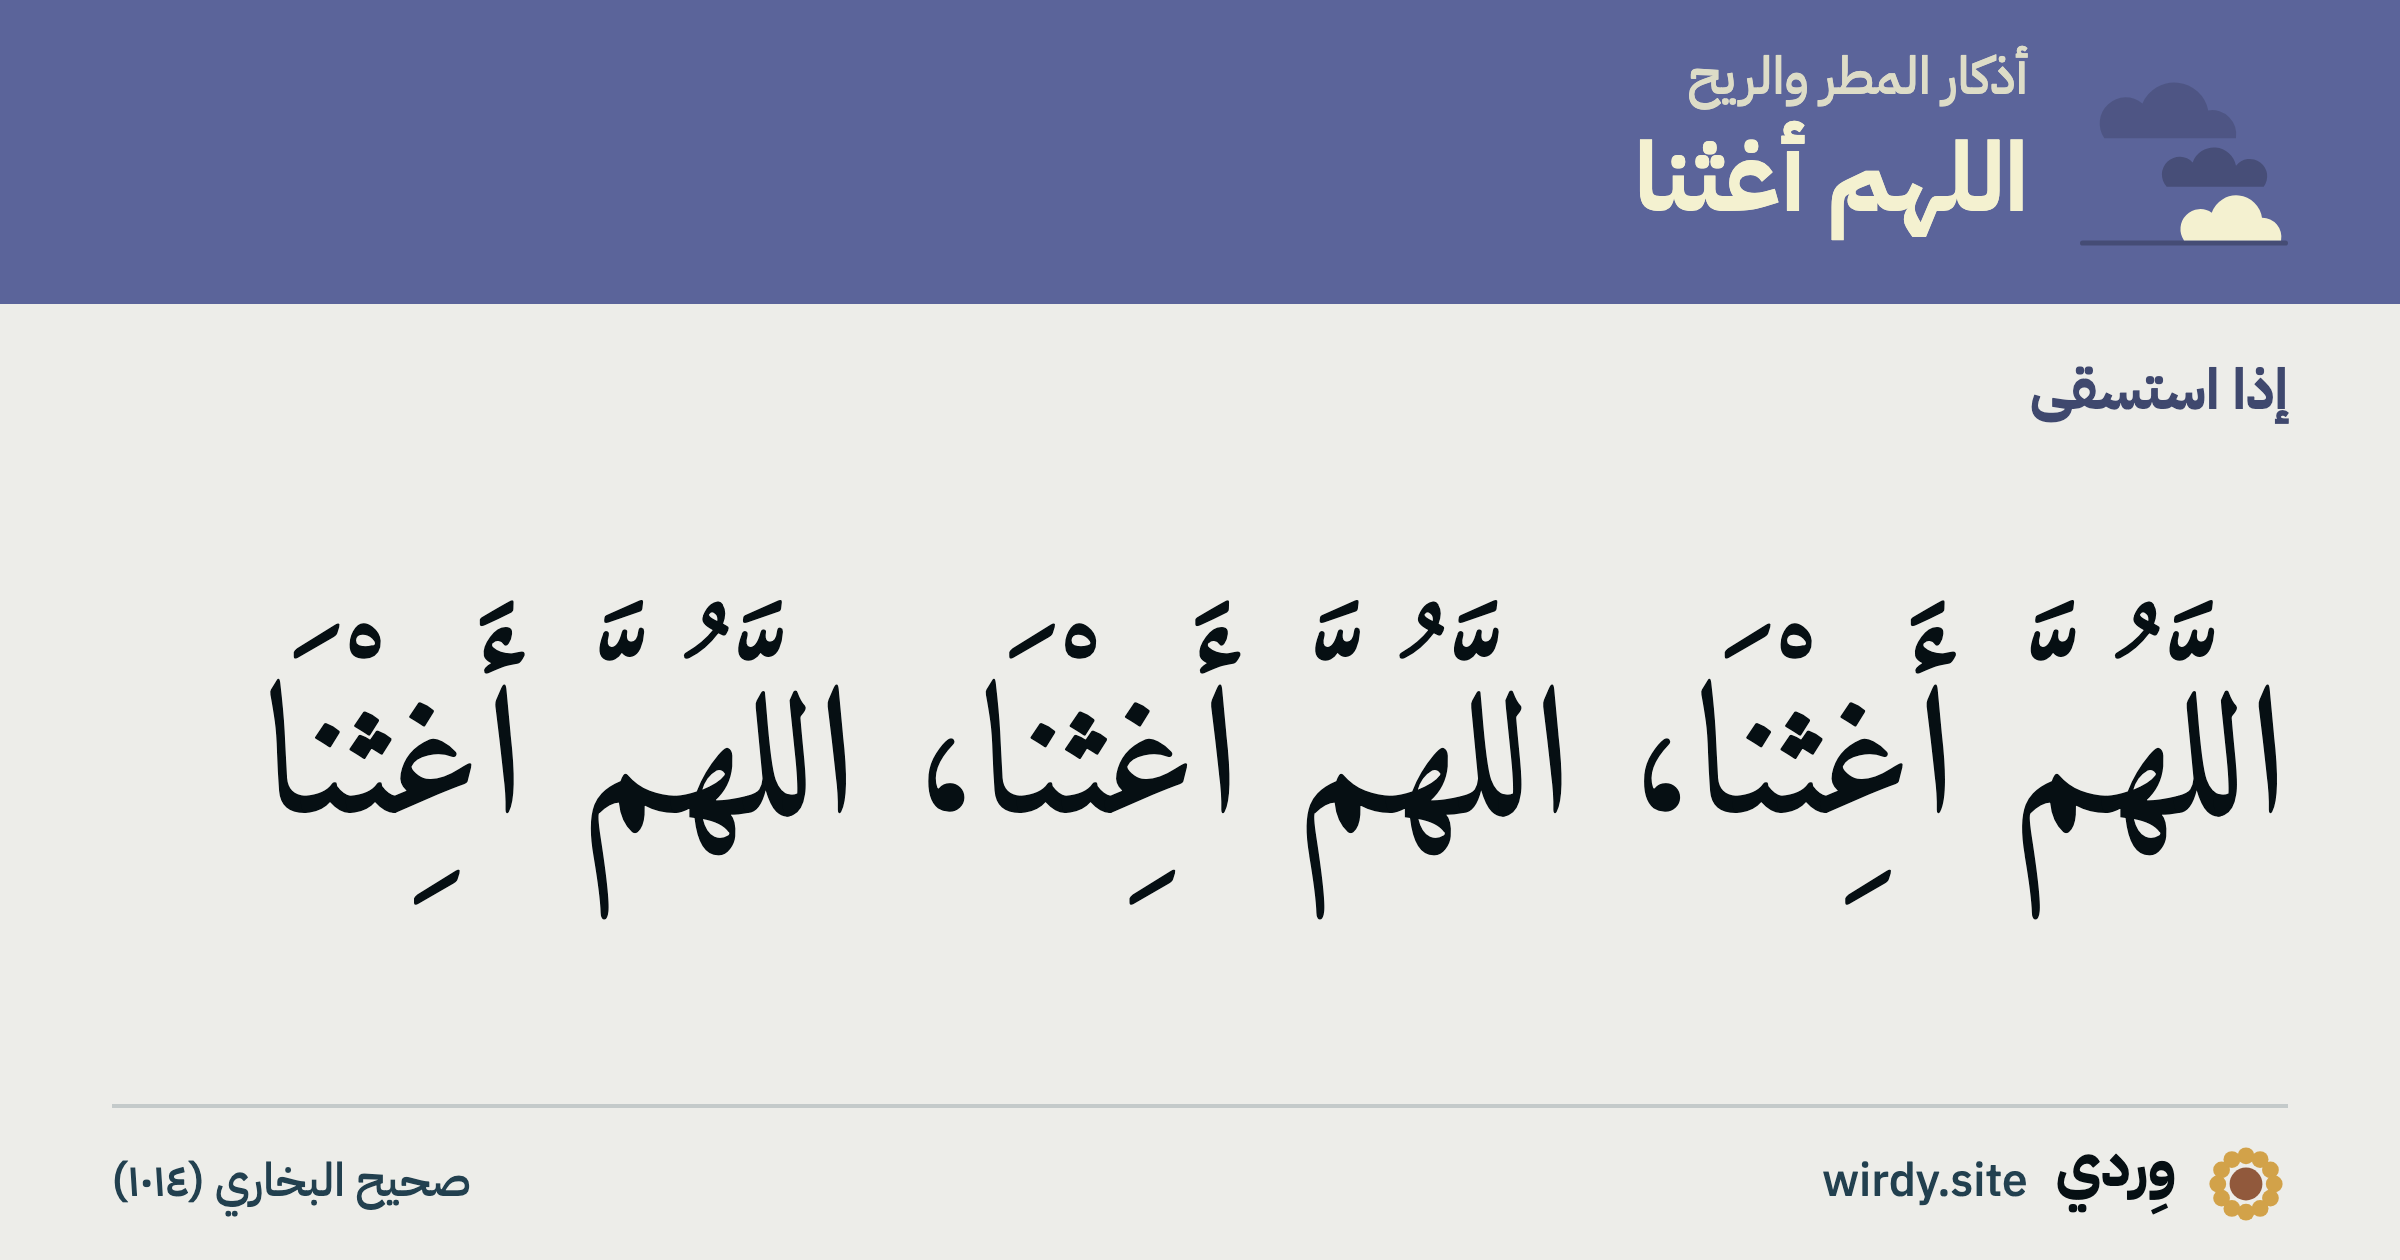 أذكار المطر والريح
اللهم أغثنا
إذا استسقى
اللَّهُمَّ أَغِثْنَا، اللَّهُمَّ أَغِثْنَا، اللَّهُمَّ أَغِثْنَا
وِردي wirdy.site
صحيح البخاري (١٠١٤)